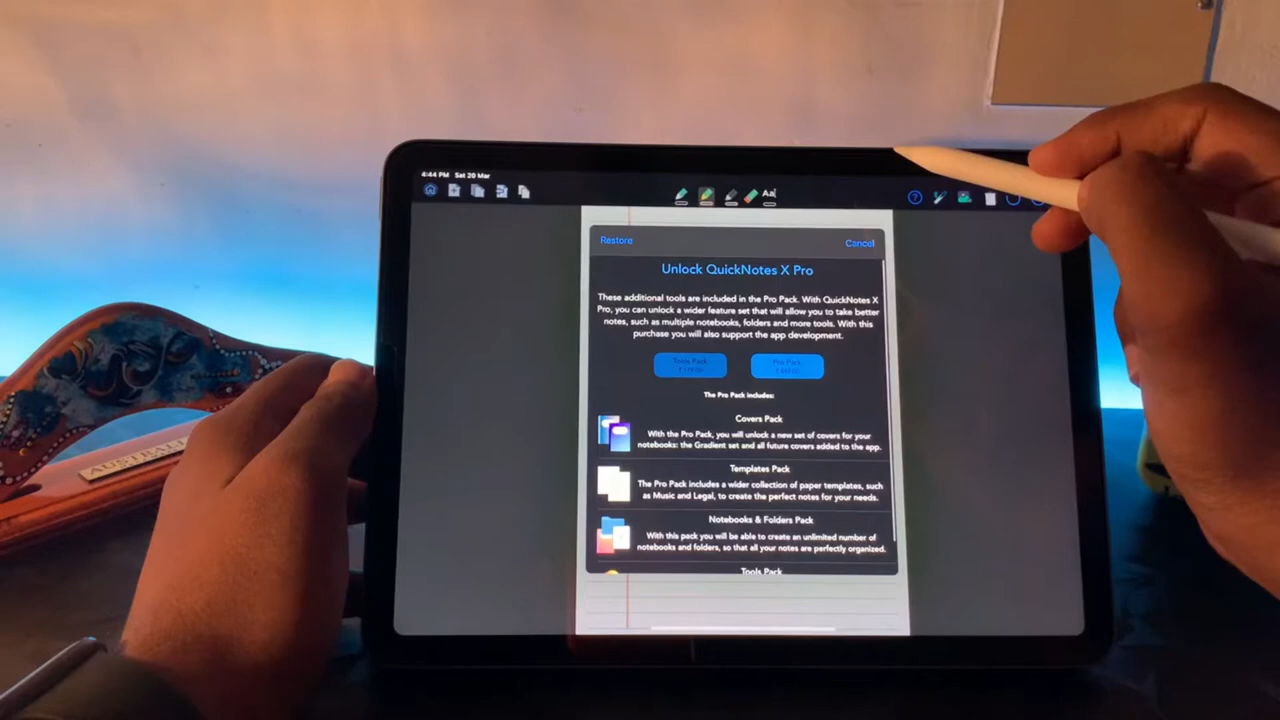 4:44 PM Sat 20 Mar
Aa
?
Restore
Cancel
Unlock QuickNotes X Pro
These additional tools are included in the Pro Pack. With QuickNotes X
Pro, you can unlock a wider feature set that will allow you to take better
notes, such as multiple notebooks, folders and more tools. With this
purchase you will also support the app development.
Tools Pack
Pro Pack
The Pro Pack includes:
Covers Pack
With the Pro Pack, you will unlock a new set of covers for your
notebooks: the Gradient set and all future covers added to the app.
Templates Pack
The Pro Pack includes a wider collection of paper templates, such
as Music and Legal, to create the perfect notes for your needs.
Notebooks & Folders Pack
With this pack you will be able to create an unlimited number of
notebooks and folders, so that all your notes are perfectly organized.
Tools Pack